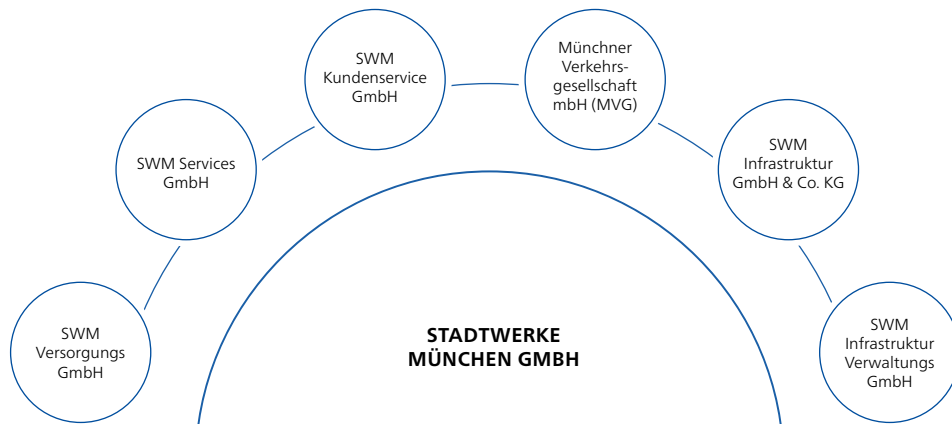 SWM
Versorgungs
GmbH
SWM Services
GmbH
SWM
Kundenservice
GmbH
Münchner
Verkehrs-
gesellschaft
mbH (MVG)
SWM
Infrastruktur
GmbH & Co. KG
SWM
Infrastruktur
Verwaltungs
GmbH
STADTWERKE
MÜNCHEN GMBH